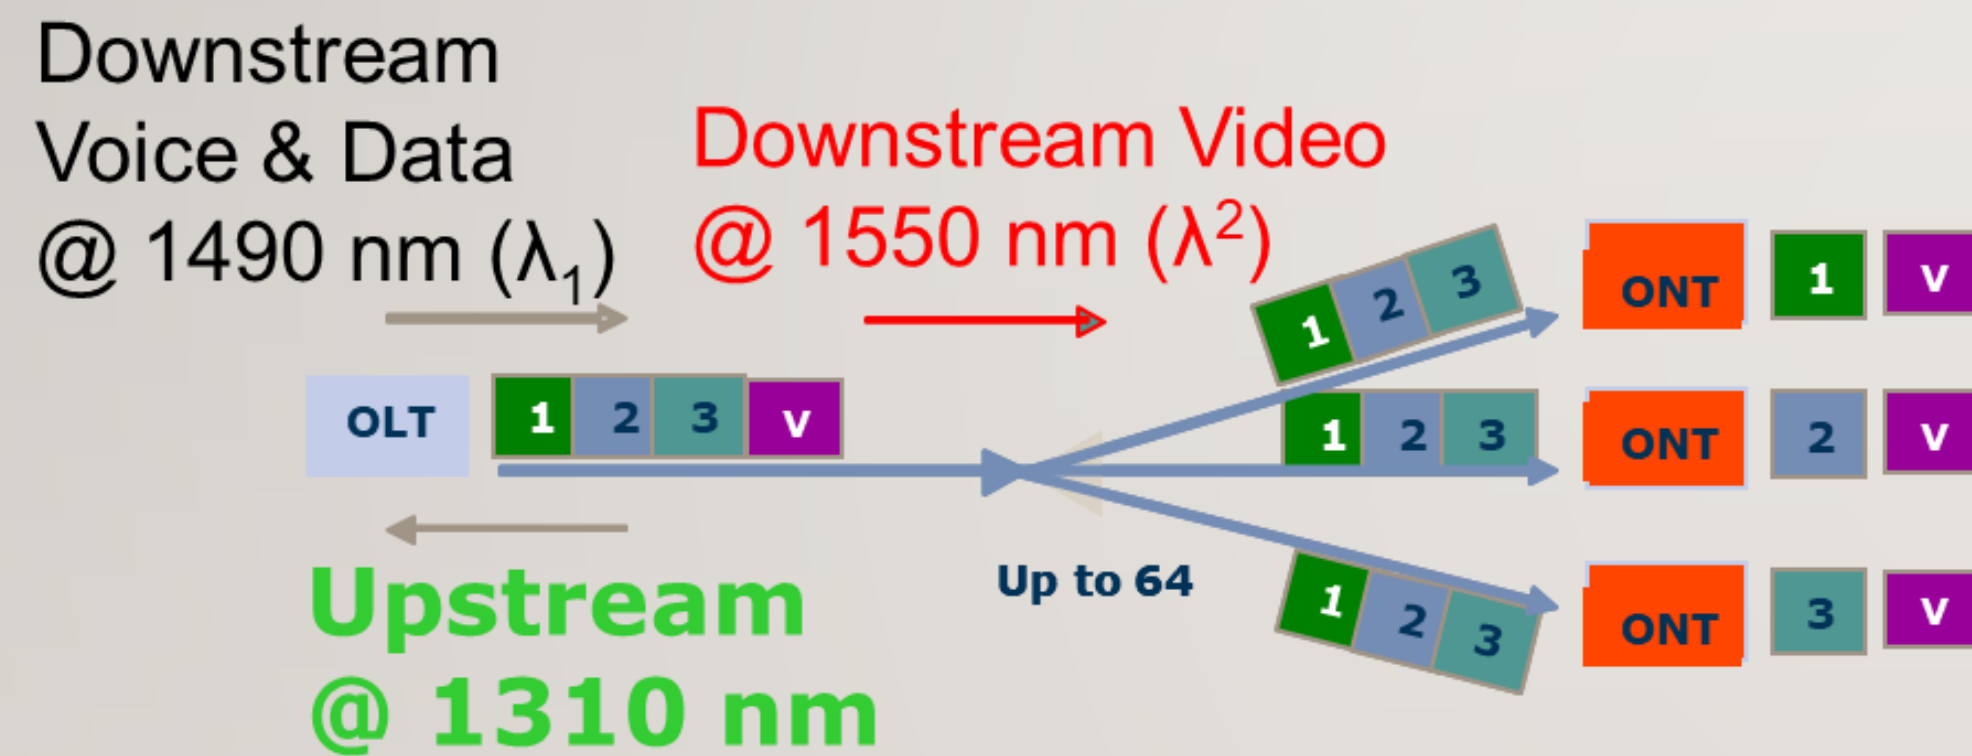 Downstream
Voice & Data
@ 1490 nm (λ₁)
Downstream Video
@ 1550 nm (λ²)
1 2 3
ONT 1 v
OLT 1 2 3 v
1 2 3
ONT 2 v
Up to 64
1 2 3
ONT 3 v
Upstream
@ 1310 nm